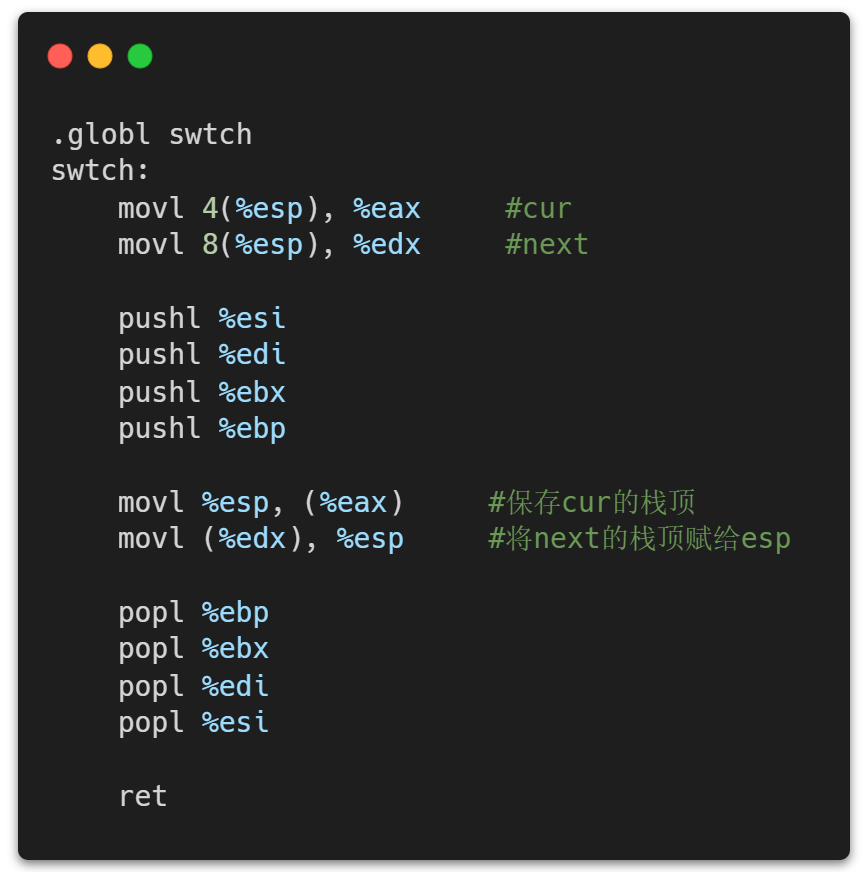 .globl swtch
swtch:
    movl 4(%esp), %eax     #cur
    movl 8(%esp), %edx     #next
    pushl %esi
    pushl %edi
    pushl %ebx
    pushl %ebp
    movl %esp, (%eax)     #保存cur的栈顶
    movl (%edx), %esp     #将next的栈顶赋给esp
    popl %ebp
    popl %ebx
    popl %edi
    popl %esi
    ret